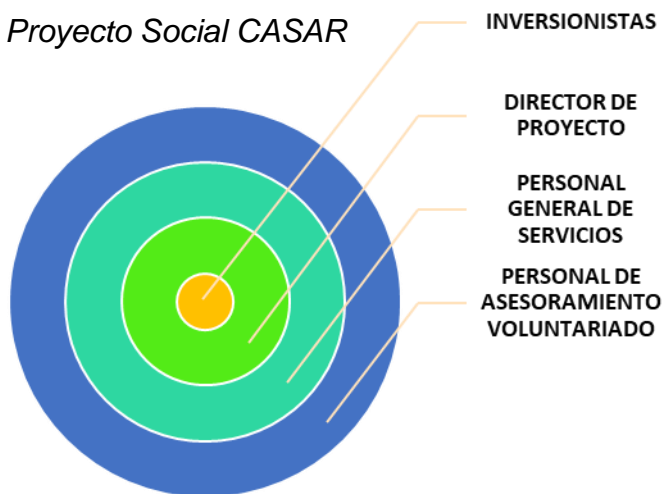 Proyecto Social CASAR
INVERSIONISTAS
DIRECTOR DE
PROYECTO
PERSONAL
GENERAL DE
SERVICIOS
PERSONAL DE
ASESORAMIENTO
VOLUNTARIADO